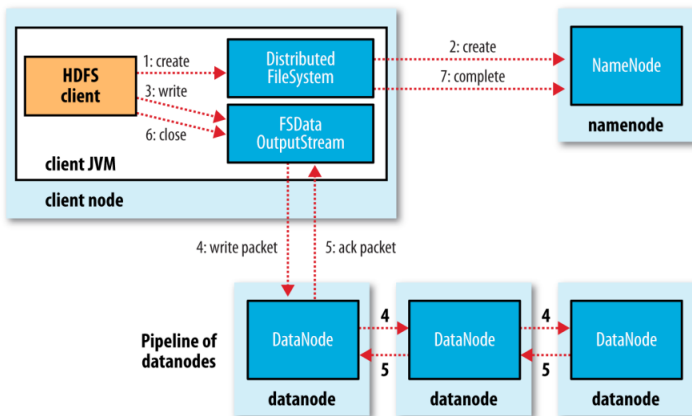 HDFS
client
1: create
3: write
6: close
Distributed
FileSystem
FSData
OutputStream
client JVM
client node
2: create
7: complete
NameNode
namenode
4: write packet
5: ack packet
Pipeline of
datanodes
DataNode
4
5
DataNode
4
5
DataNode
datanode
datanode
datanode